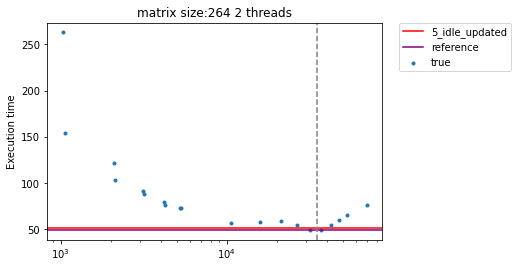 matrix size:264 2 threads
Execution time
250
200
150
100
50
10³
10⁴
5_idle_updated
reference
true